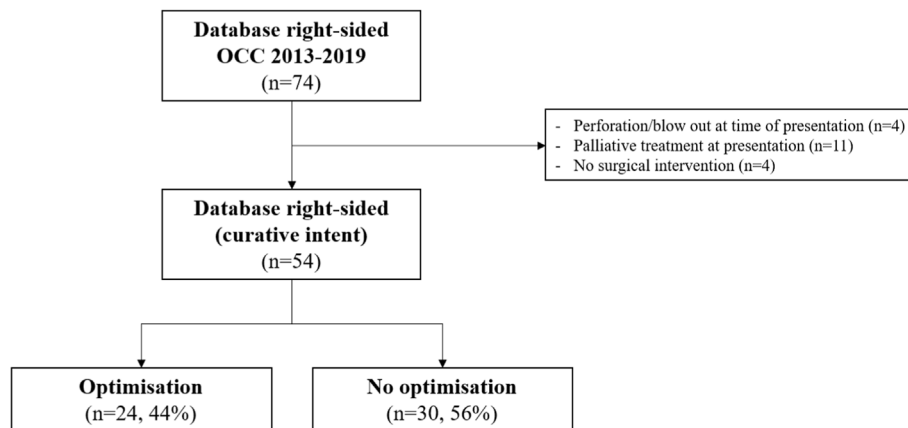 Database right-sided
OCC 2013-2019
(n=74)
- Perforation/blow out at time of presentation (n=4)
- Palliative treatment at presentation (n=11)
- No surgical intervention (n=4)
Database right-sided
(curative intent)
(n=54)
Optimisation
(n=24, 44%)
No optimisation
(n=30, 56%)